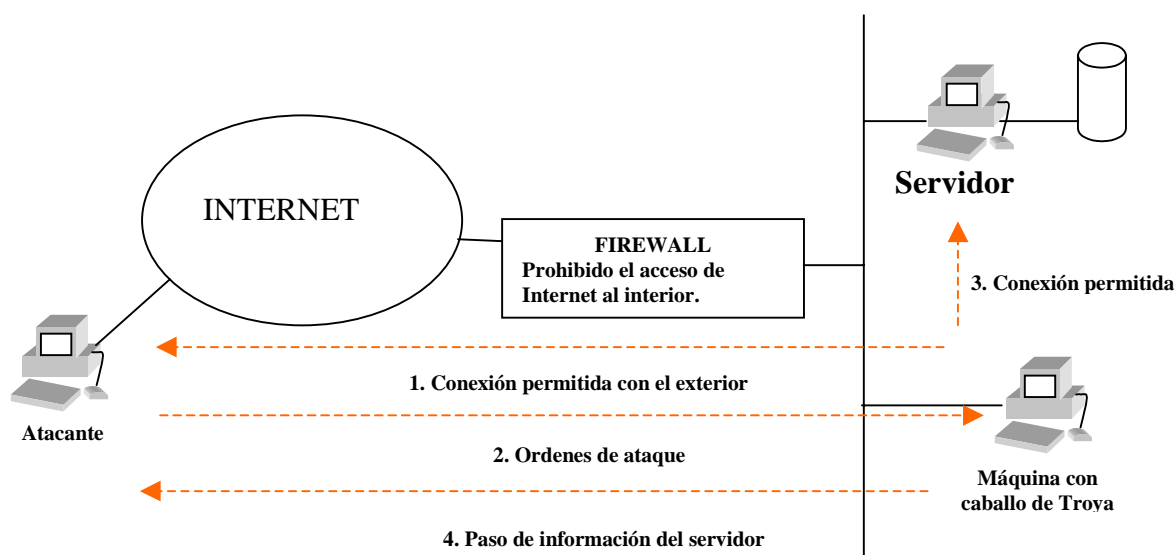 INTERNET
Servidor
FIREWALL
Prohibido el acceso de
Internet al interior.
3. Conexión permitida
1. Conexión permitida con el exterior
Atacante
2. Ordenes de ataque
Máquina con
caballo de Troya
4. Paso de información del servidor